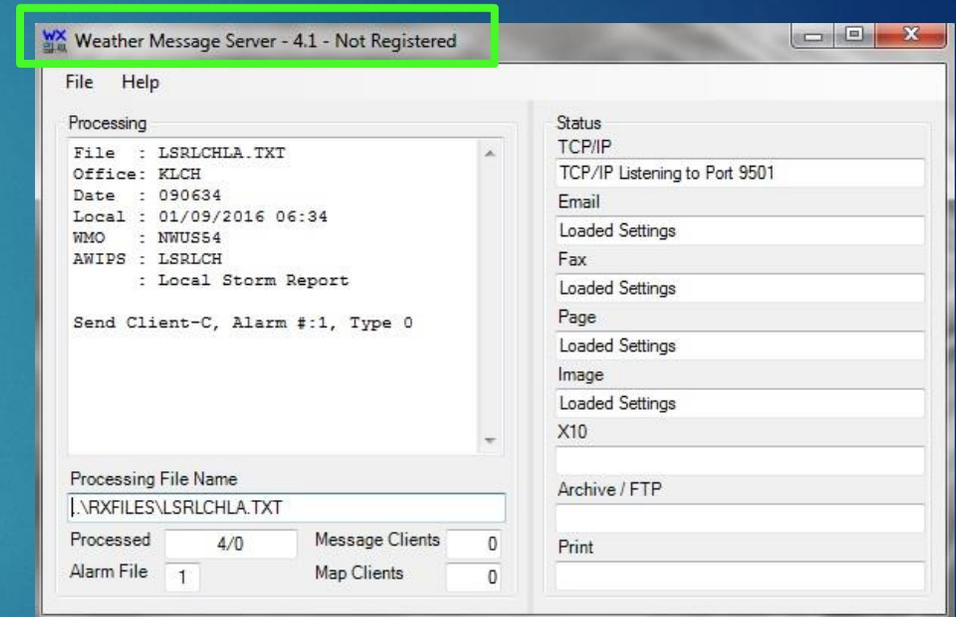 WX Weather Message Server - 4.1 - Not Registered
File Help
Processing
File : LSRLCHLA.TXT
Office: KLCH
Date : 090634
Local : 01/09/2016 06:34
WMO : NWUS54
AWIPS : LSRLCH
: Local Storm Report
Send Client-C, Alarm #:1, Type 0
Processing File Name
.\RXFILES\LSRLCHLA.TXT
Processed 4/0 Message Clients 0
Alarm File 1 Map Clients 0
Status
TCP/IP
TCP/IP Listening to Port 9501
Email
Loaded Settings
Fax
Loaded Settings
Page
Loaded Settings
Image
Loaded Settings
X10
Archive / FTP
Print